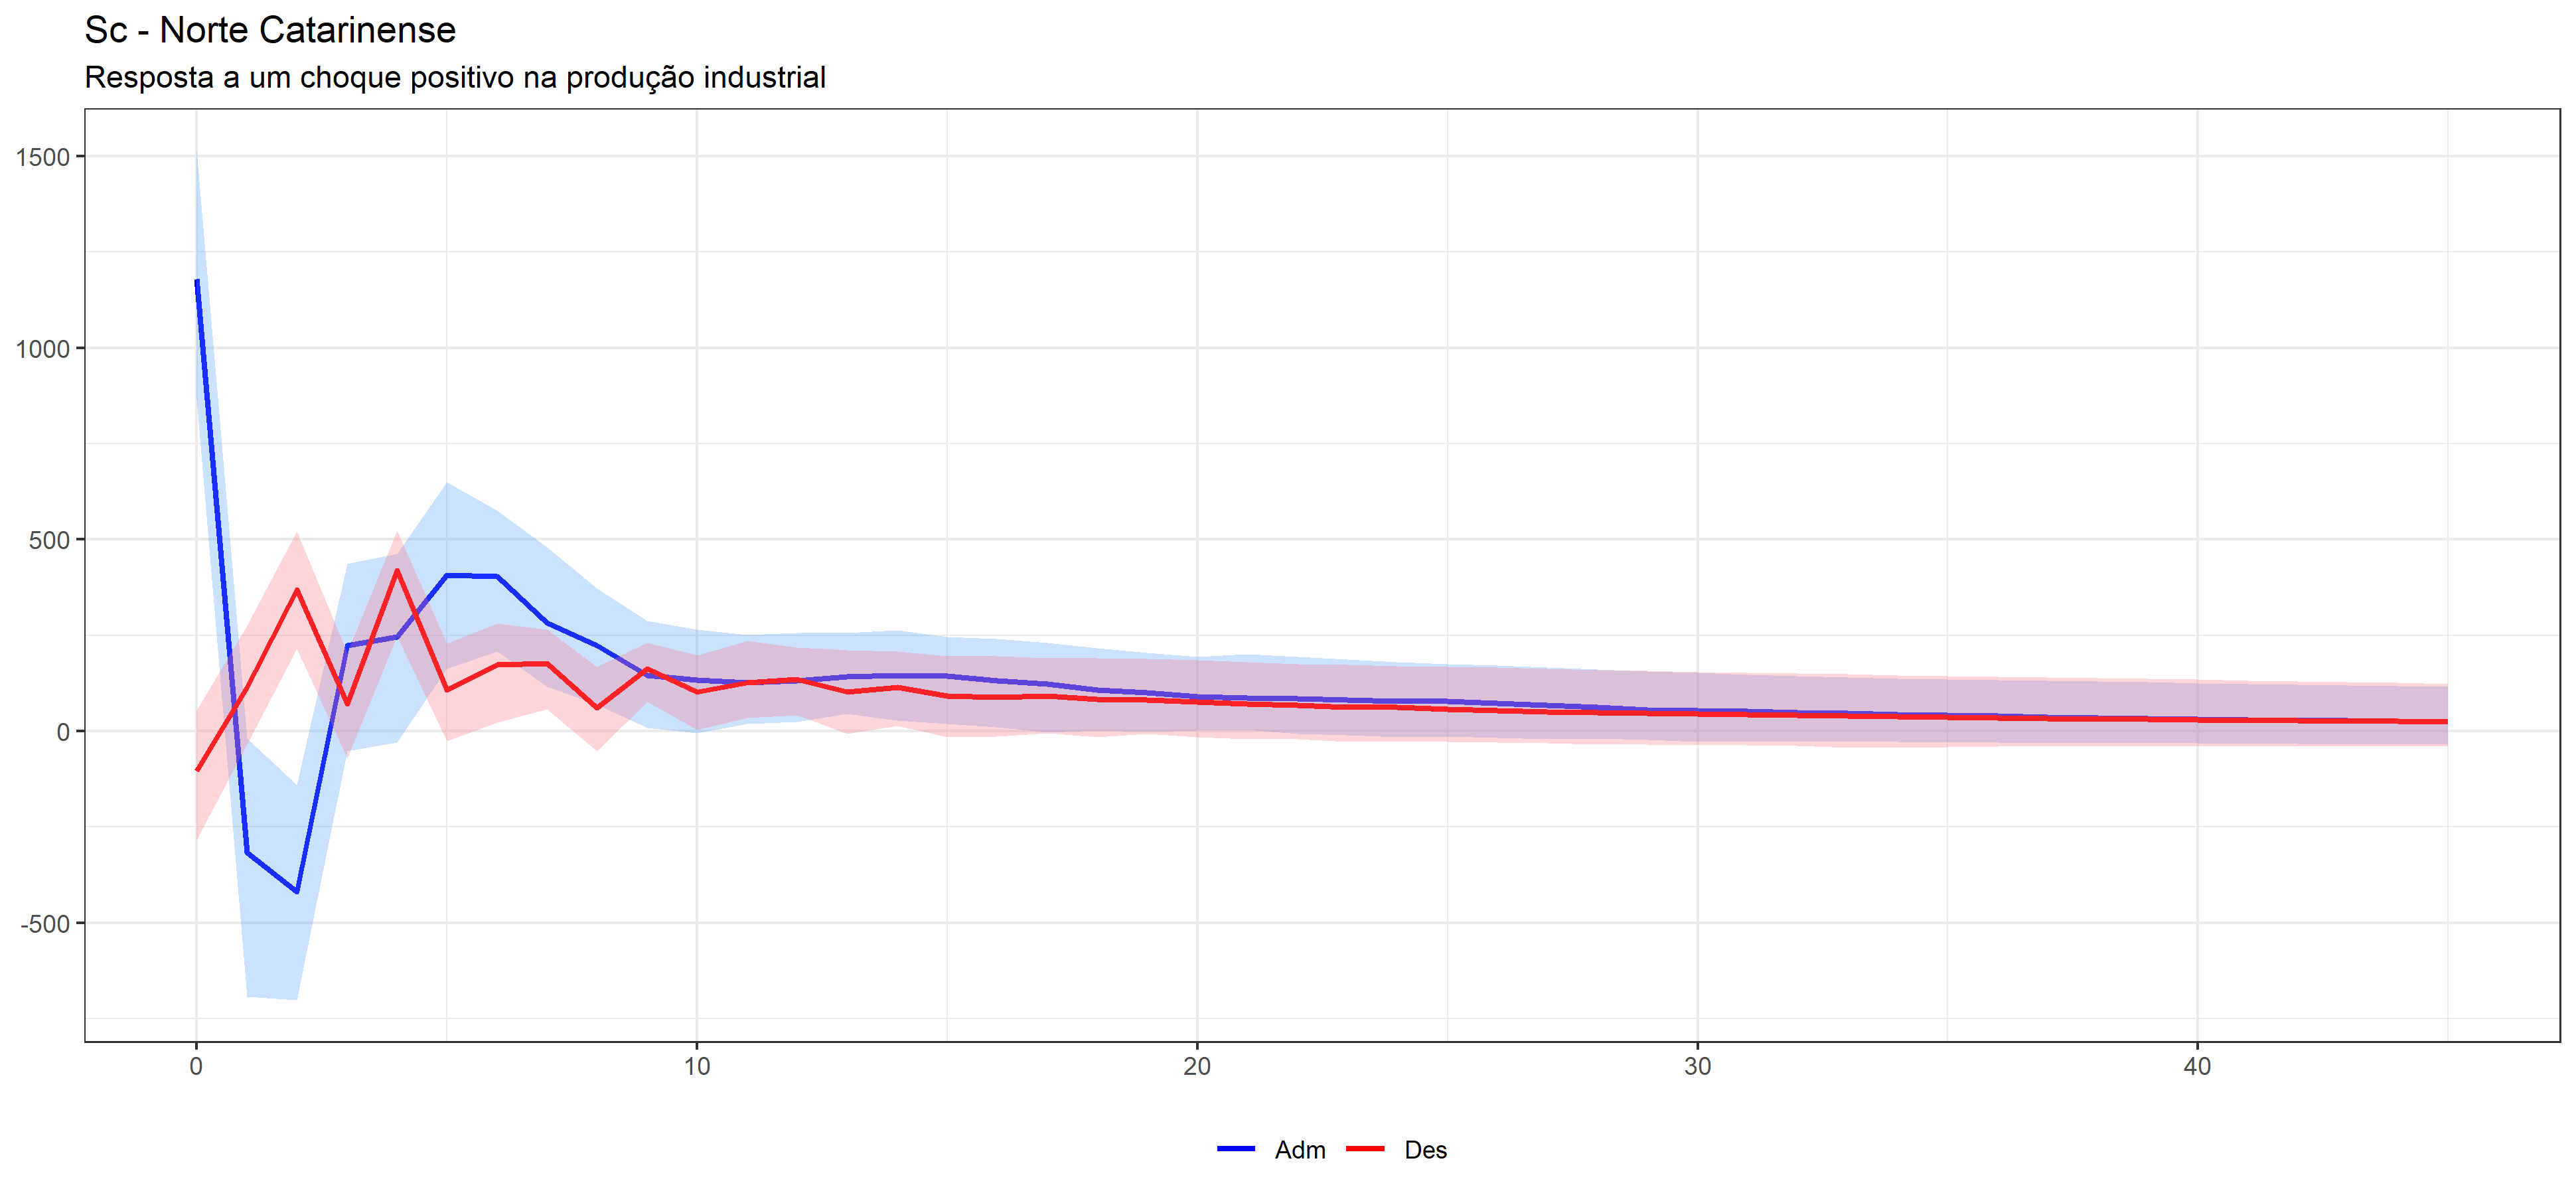 Sc - Norte Catarinense
Resposta a um choque positivo na produção industrial
1500
1000
500
0
-500
0 10 20 30 40
Adm Des